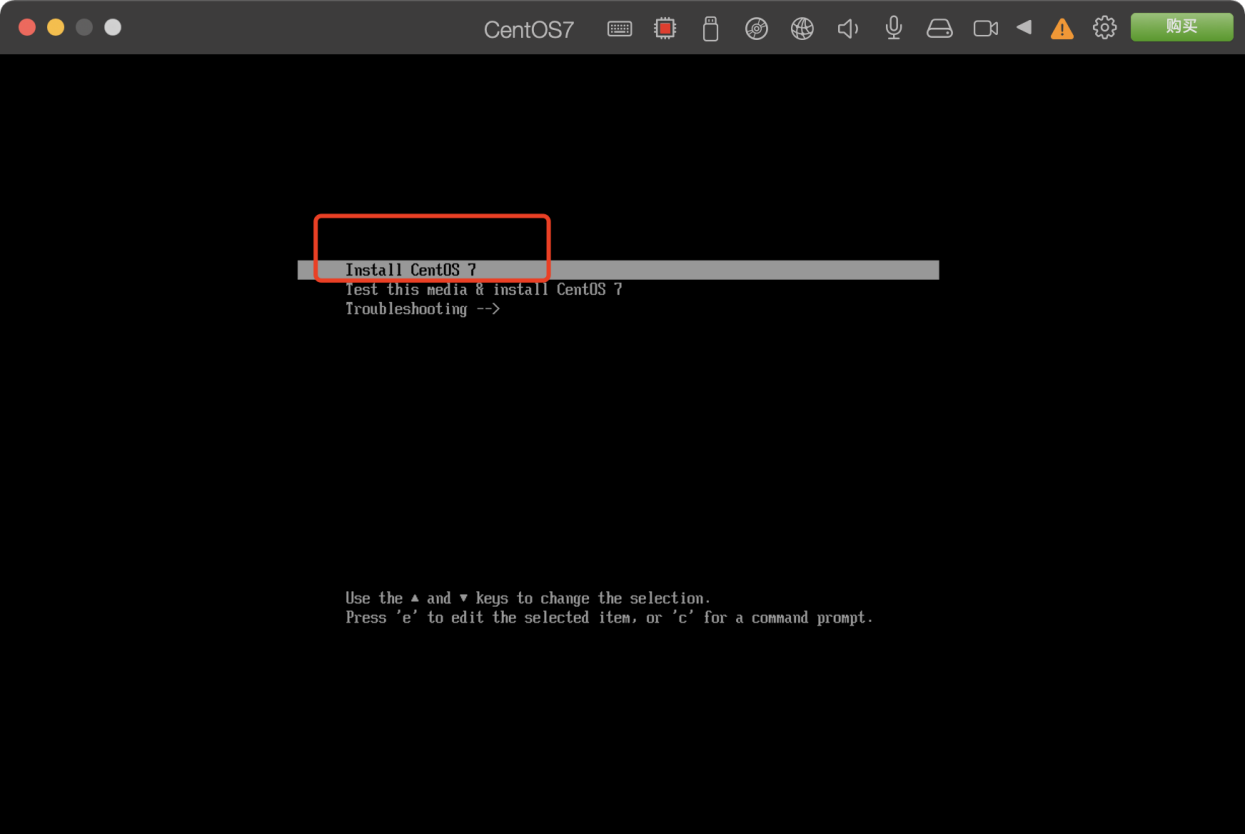 CentOS7
购买
Install CentOS 7
Test this media & install CentOS 7
Troubleshooting -->
Use the ▲ and ▼ keys to change the selection.
Press 'e' to edit the selected item, or 'c' for a command prompt.